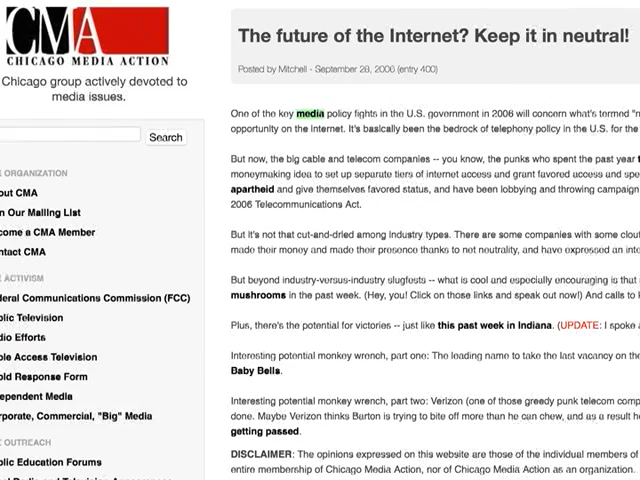 CMA
CHICAGO MEDIA ACTION
Chicago group actively devoted to
media issues.
Search
ORGANIZATION
out CMA
n Our Mailing List
come a CMA Member
ntact CMA
ACTIVISM
deral Communications Commission (FCC)
blic Television
dio Efforts
ble Access Television
old Response Form
ependent Media
rporate, Commercial, "Big" Media
OUTREACH
blic Education Forums
The future of the Internet? Keep it in neutral!
Posted by Mitchell - September 28, 2006 (entry 400)
One of the key media policy fights in the U.S. government in 2006 will concern what's termed "n
opportunity on the Internet. It's basically been the bedrock of telephony policy in the U.S. for the
But now, the big cable and telecom companies -- you know, the punks who spent the past year t
moneymaking idea to set up separate tiers of internet access and grant favored access and spe
apartheid and give themselves favored status, and have been lobbying and throwing campaign
2006 Telecommunications Act.
But it's not that cut-and-dried among industry types. There are some companies with some clout
made their money and made their presence thanks to net neutrality, and have expressed an inte
But beyond industry-versus-industry slugfests -- what is cool and especially encouraging is that
mushrooms in the past week. (Hey, you! Click on those links and speak out now!) And calls to k
Plus, there's the potential for victories -- just like this past week in Indiana. (UPDATE: I spoke
Interesting potential monkey wrench, part one: The leading name to take the last vacancy on the
Baby Bells.
Interesting potential monkey wrench, part two: Verizon (one of those greedy punk telecom comp
done. Maybe Verizon thinks Barton is trying to bite off more than he can chew, and as a result h
getting passed.
DISCLAIMER: The opinions expressed on this website are those of the individual members of
entire membership of Chicago Media Action, nor of Chicago Media Action as an organization.